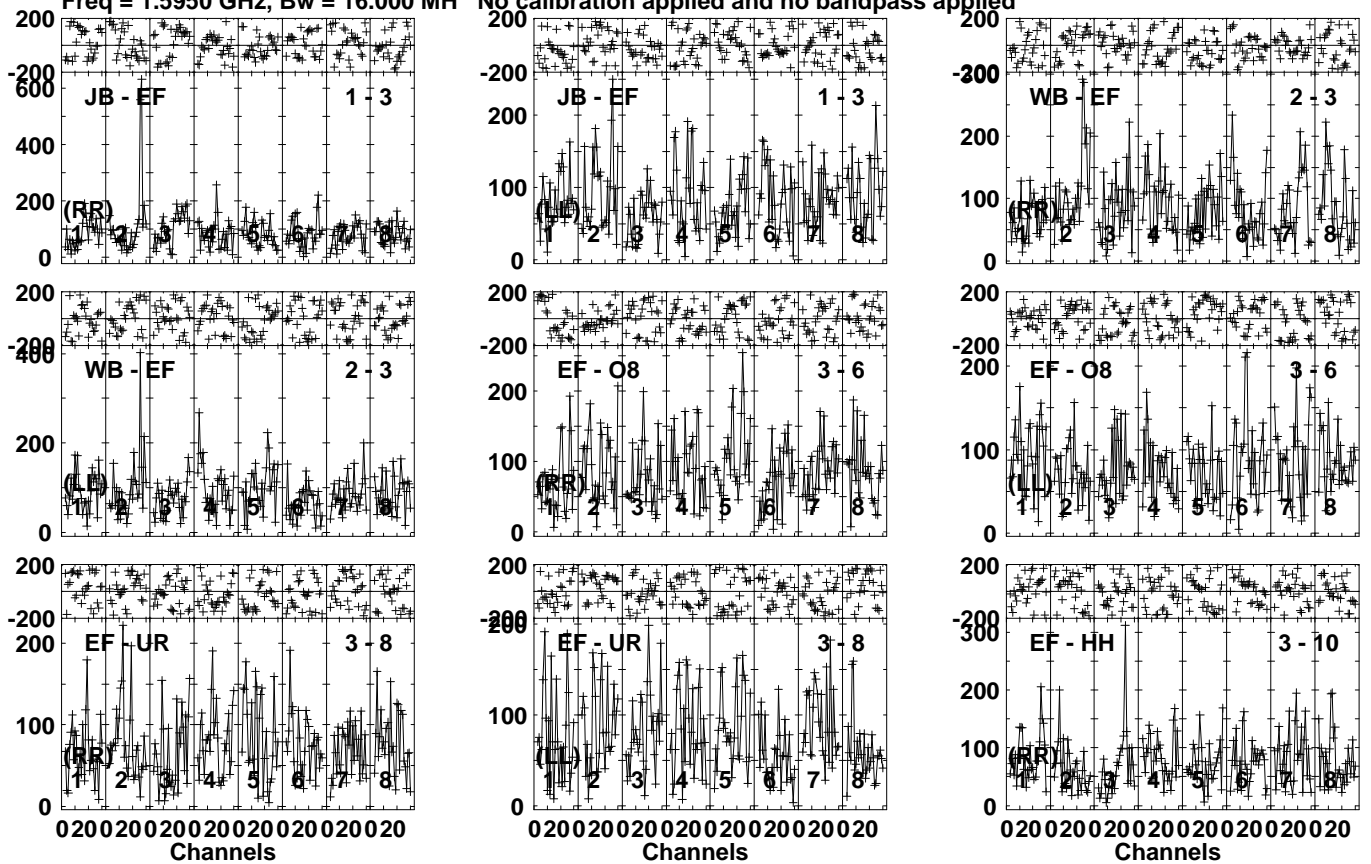 Freq = 1.5950 GHz, Bw = 16.000 MH No calibration applied and no bandpass applied
200 200 200
-200 -200 -200
600 200 300
JB - EF 1 - 3 JB - EF 1 - 3 WB - EF 2 - 3
400 100 200
200 0 100
0 0
(RR) (LL) (RR)
1 2 3 4 5 6 7 8 1 2 3 4 5 6 7 8 1 2 3 4 5 6 7 8
200 200 200
-200 -200 -200
400 200 200
WB - EF 2 - 3 EF - O8 3 - 6 EF - O8 3 - 6
200 100 100
0 0 0
(LL) (RR) (LL)
1 2 3 4 5 6 7 8 1 2 3 4 5 6 7 8 1 2 3 4 5 6 7 8
200 200 200
-200 -200 -200
200 200 300
EF - UR 3 - 8 EF - UR 3 - 8 EF - HH 3 - 10
100 100 200
0 0 100
0
(RR) (LL) (RR)
1 2 3 4 5 6 7 8 1 2 3 4 5 6 7 8 1 2 3 4 5 6 7 8
0 20 0 20 0 20 0 20 0 20 0 20 0 20 0 20 0 20 0 20 0 20 0 20 0 20 0 20 0 20 0 20 0 20 0 20 0 20 0 20 0 20 0 20 0 20 0 20
Channels Channels Channels